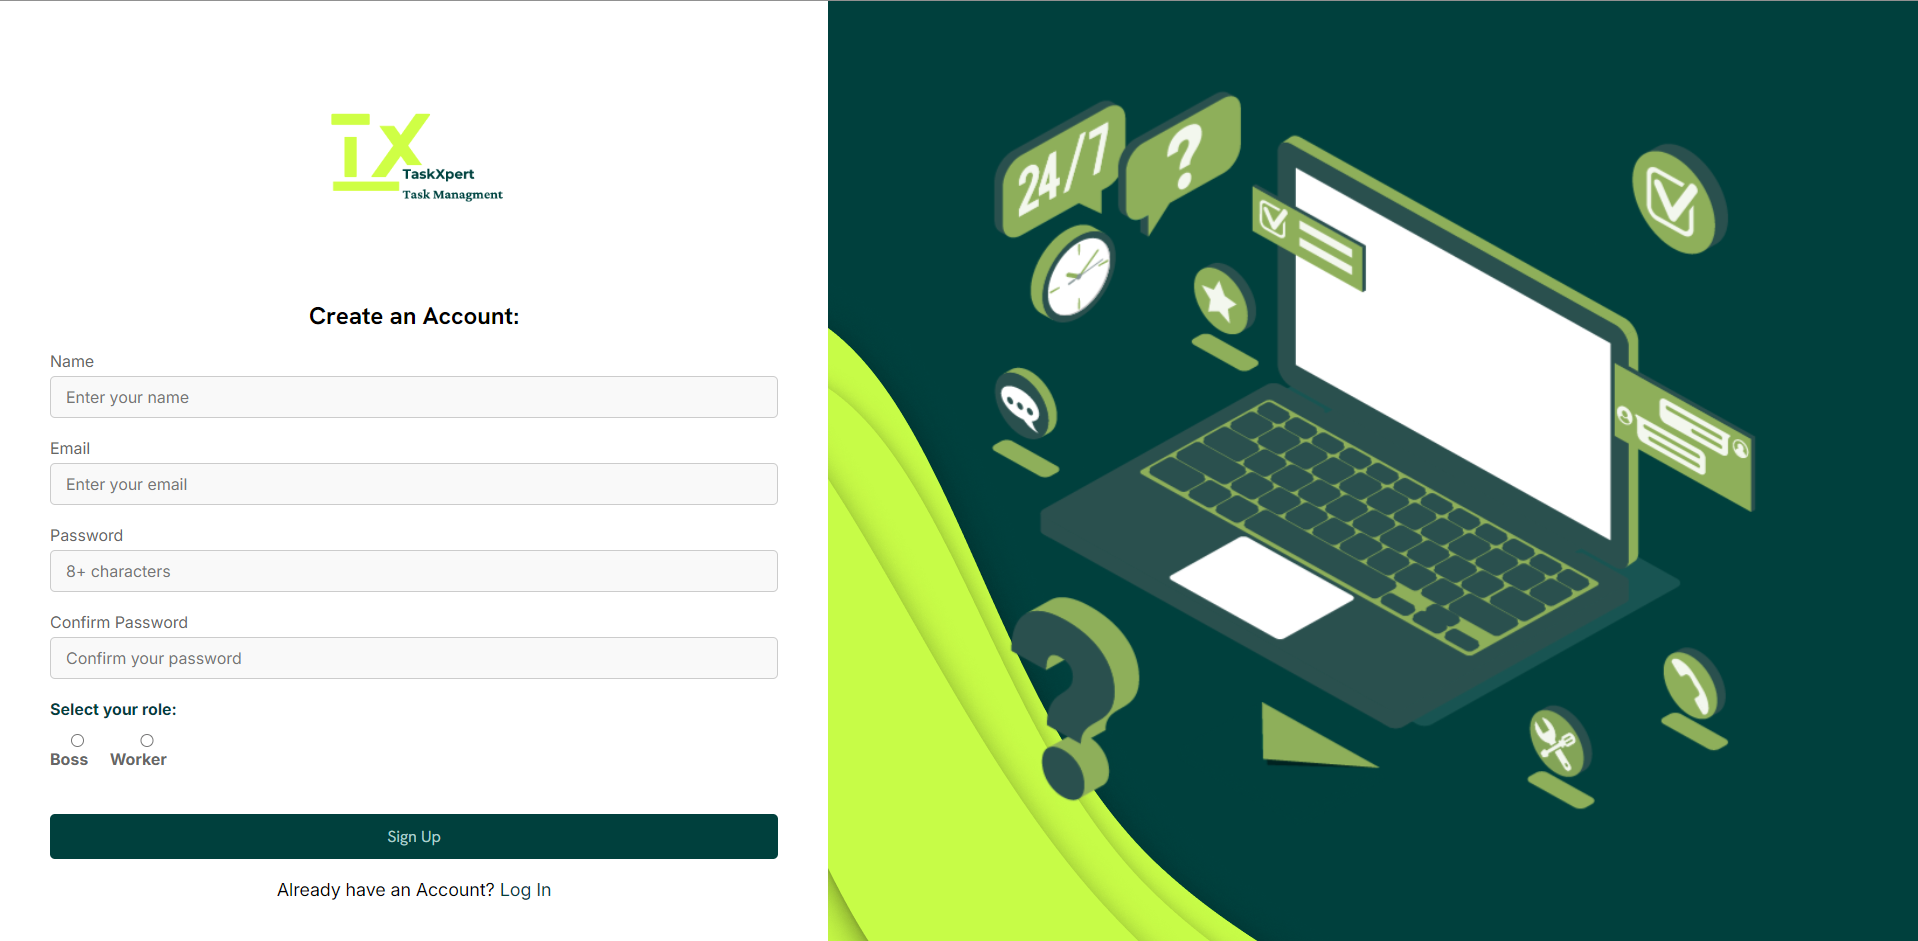 TX
TaskXpert
Task Managment
Create an Account:
Name
Enter your name
Email
Enter your email
Password
8+ characters
Confirm Password
Confirm your password
Select your role:
Boss Worker
Sign Up
Already have an Account? Log In
24/7
?
?